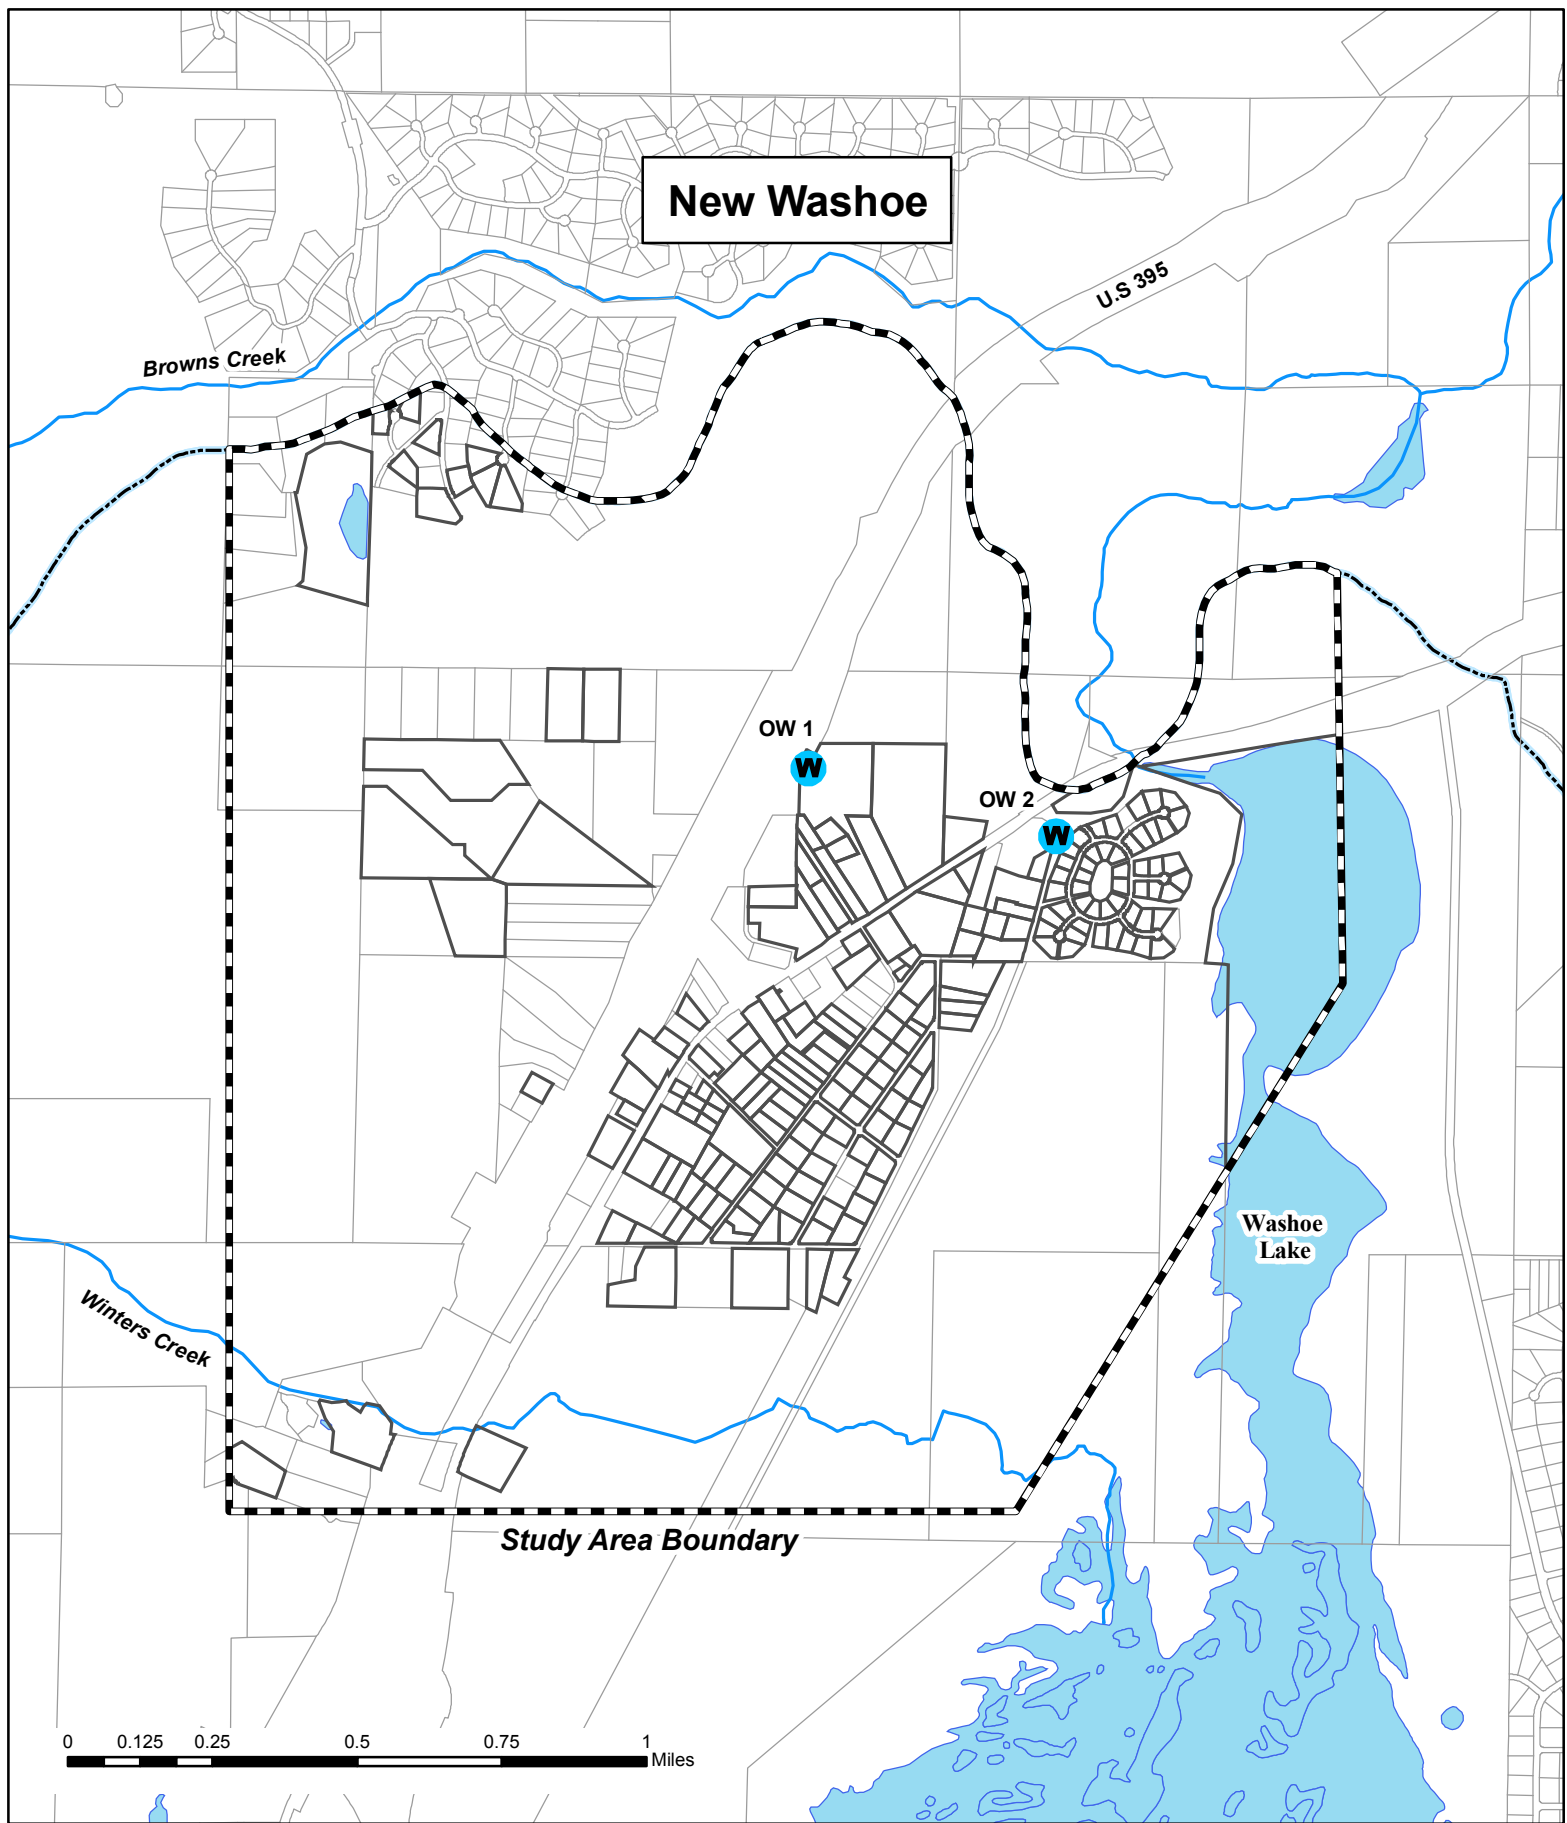 New Washoe
U.S 395
Browns Creek
OW 1
W
OW 2
W
Washoe
Lake
Winters Creek
Study Area Boundary
0 0.125 0.25 0.5 0.75 1
Miles